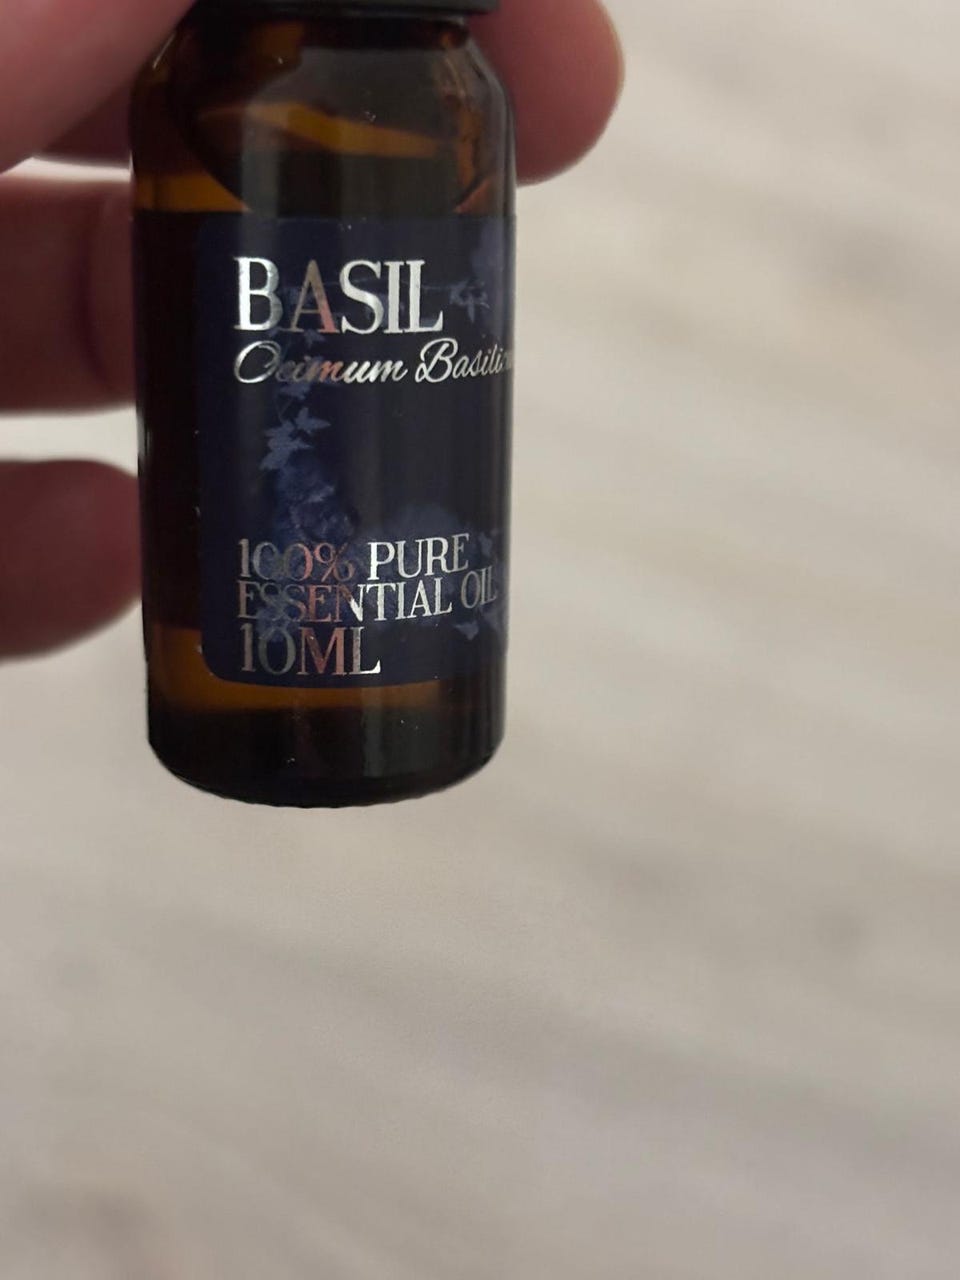 BASIL
Ocimum
100% PURE
ESSENTIAL OIL
10ML